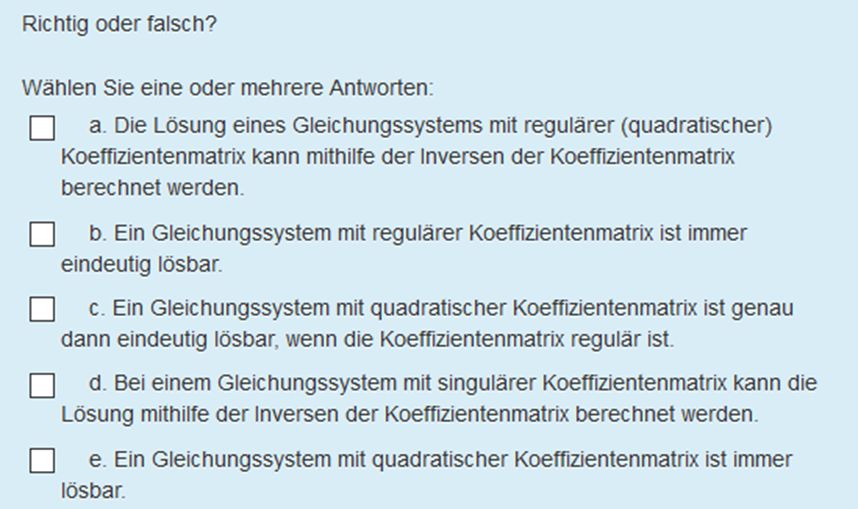 Richtig oder falsch?
Wählen Sie eine oder mehrere Antworten:
a. Die Lösung eines Gleichungssystems mit regulärer (quadratischer)
Koeffizientenmatrix kann mithilfe der Inversen der Koeffizientenmatrix
berechnet werden.
b. Ein Gleichungssystem mit regulärer Koeffizientenmatrix ist immer
eindeutig lösbar.
c. Ein Gleichungssystem mit quadratischer Koeffizientenmatrix ist genau
dann eindeutig lösbar, wenn die Koeffizientenmatrix regulär ist.
d. Bei einem Gleichungssystem mit singulärer Koeffizientenmatrix kann die
Lösung mithilfe der Inversen der Koeffizientenmatrix berechnet werden.
e. Ein Gleichungssystem mit quadratischer Koeffizientenmatrix ist immer
lösbar.